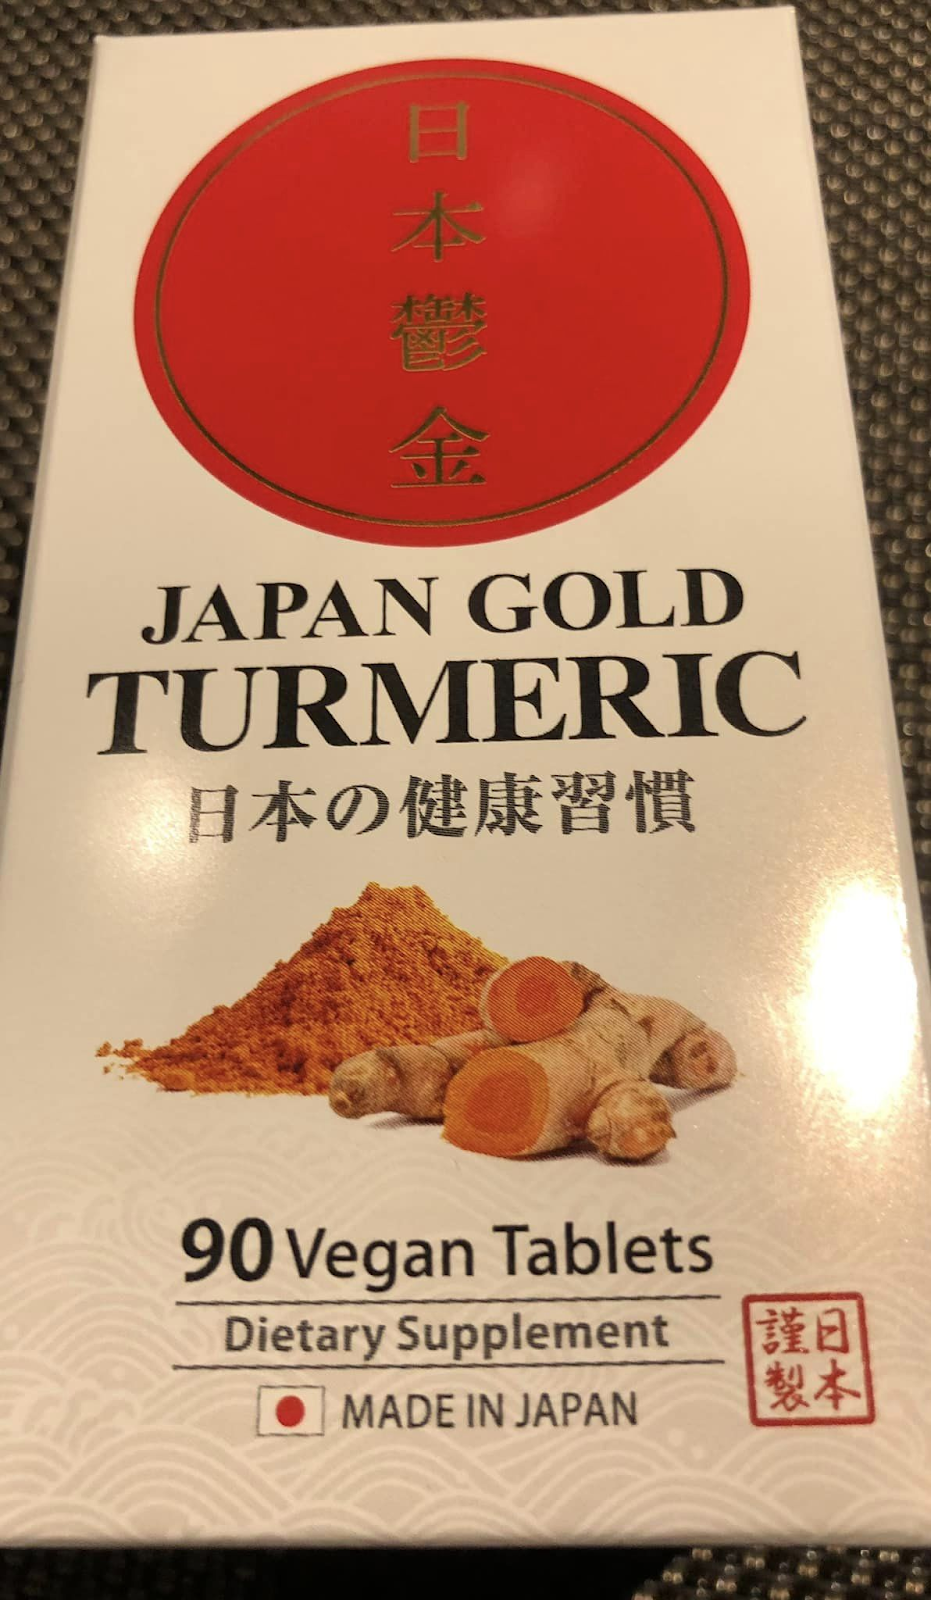 日本鬱金
JAPAN GOLD
TURMERIC
日本の健康習慣
90 Vegan Tablets
Dietary Supplement
MADE IN JAPAN
日本
謹製